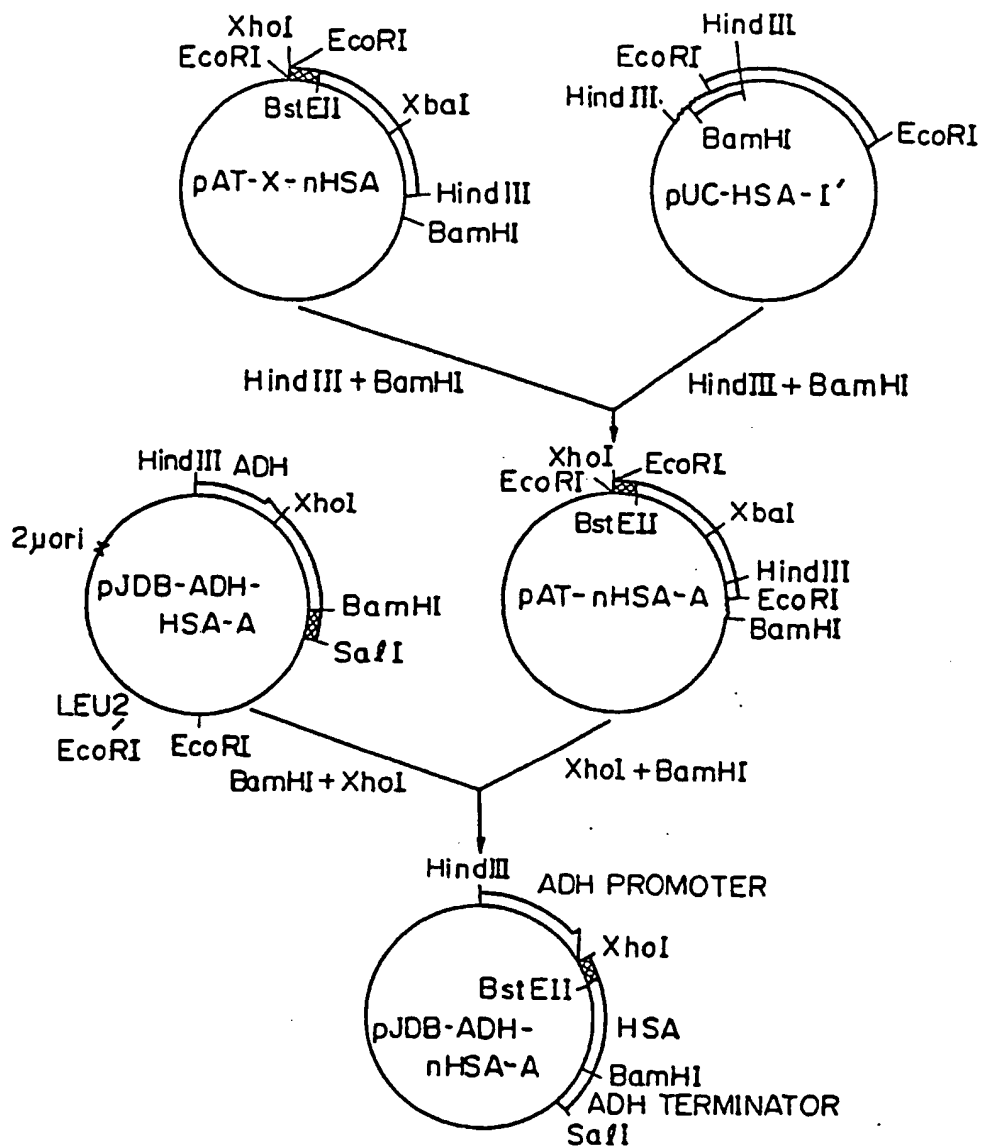 XhoI
EcoRI
EcoRI
BstEII
XbaI
pAT-X-nHSA
HindIII
BamHI
HindIII
EcoRI
HindIII
BamHI
EcoRI
pUC-HSA-I'
HindIII + BamHI
HindIII + BamHI
HindIII
ADH
XhoI
2μori
pJDB-ADH-
HSA-A
BamHI
SalI
LEU2
EcoRI
EcoRI
XhoI
EcoRI
EcoRI
BstEII
XbaI
pAT-nHSA-A
HindIII
EcoRI
BamHI
BamHI + XhoI
XhoI + BamHI
HindIII
ADH PROMOTER
XhoI
BstEII
pJDB-ADH-
nHSA-A
HSA
BamHI
ADH TERMINATOR
SalI